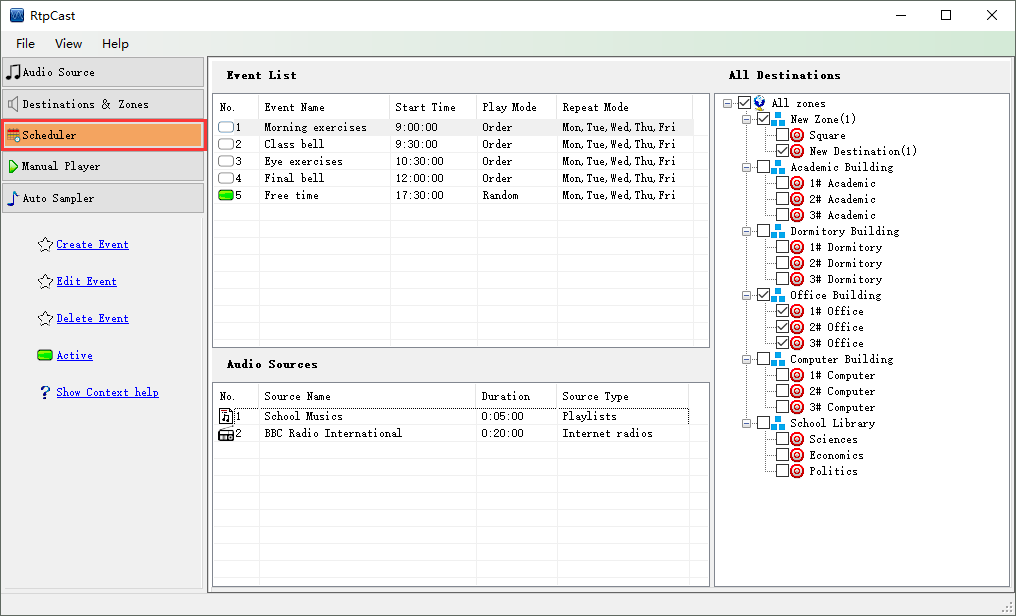 RtpCast
File View Help
Audio Source
Destinations & Zones
Scheduler
Manual Player
Auto Sampler
Create Event
Edit Event
Delete Event
Active
? Show Context help
Event List
No. Event Name Start Time Play Mode Repeat Mode
1 Morning exercises 9:00:00 Order Mon,Tue,Wed,Thu,Fri
2 Class bell 9:30:00 Order Mon,Tue,Wed,Thu,Fri
3 Eye exercises 10:30:00 Order Mon,Tue,Wed,Thu,Fri
4 Final bell 12:00:00 Order Mon,Tue,Wed,Thu,Fri
5 Free time 17:30:00 Random Mon,Tue,Wed,Thu,Fri
Audio Sources
No. Source Name Duration Source Type
1 School Musics 0:05:00 Playlists
2 BBC Radio International 0:20:00 Internet radios
All Destinations
All zones
New Zone(1)
Square
New Destination(1)
Academic Building
1# Academic
2# Academic
3# Academic
Dormitory Building
1# Dormitory
2# Dormitory
3# Dormitory
Office Building
1# Office
2# Office
3# Office
Computer Building
1# Computer
2# Computer
3# Computer
School Library
Sciences
Economics
Politics